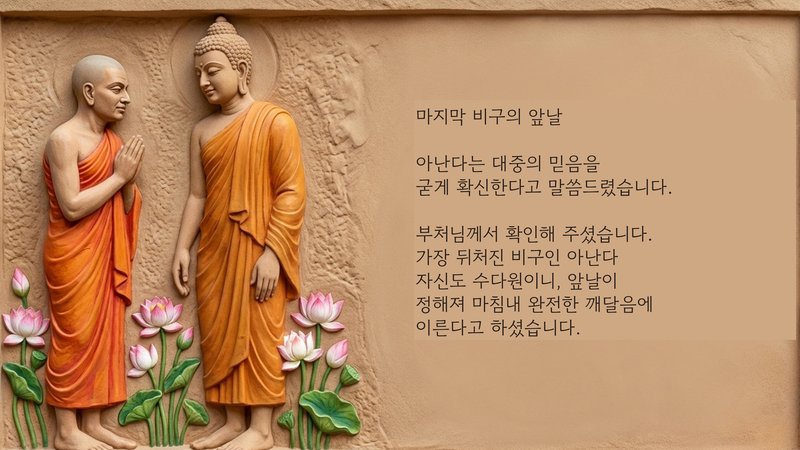 마지막 비구의 앞날
아난다는 대중의 믿음을
굳게 확신한다고 말씀드렸습니다.
부처님께서 확인해 주셨습니다.
가장 뒤처진 비구인 아난다
자신도 수다원이니, 앞날이
정해져 마침내 완전한 깨달음에
이른다고 하셨습니다.